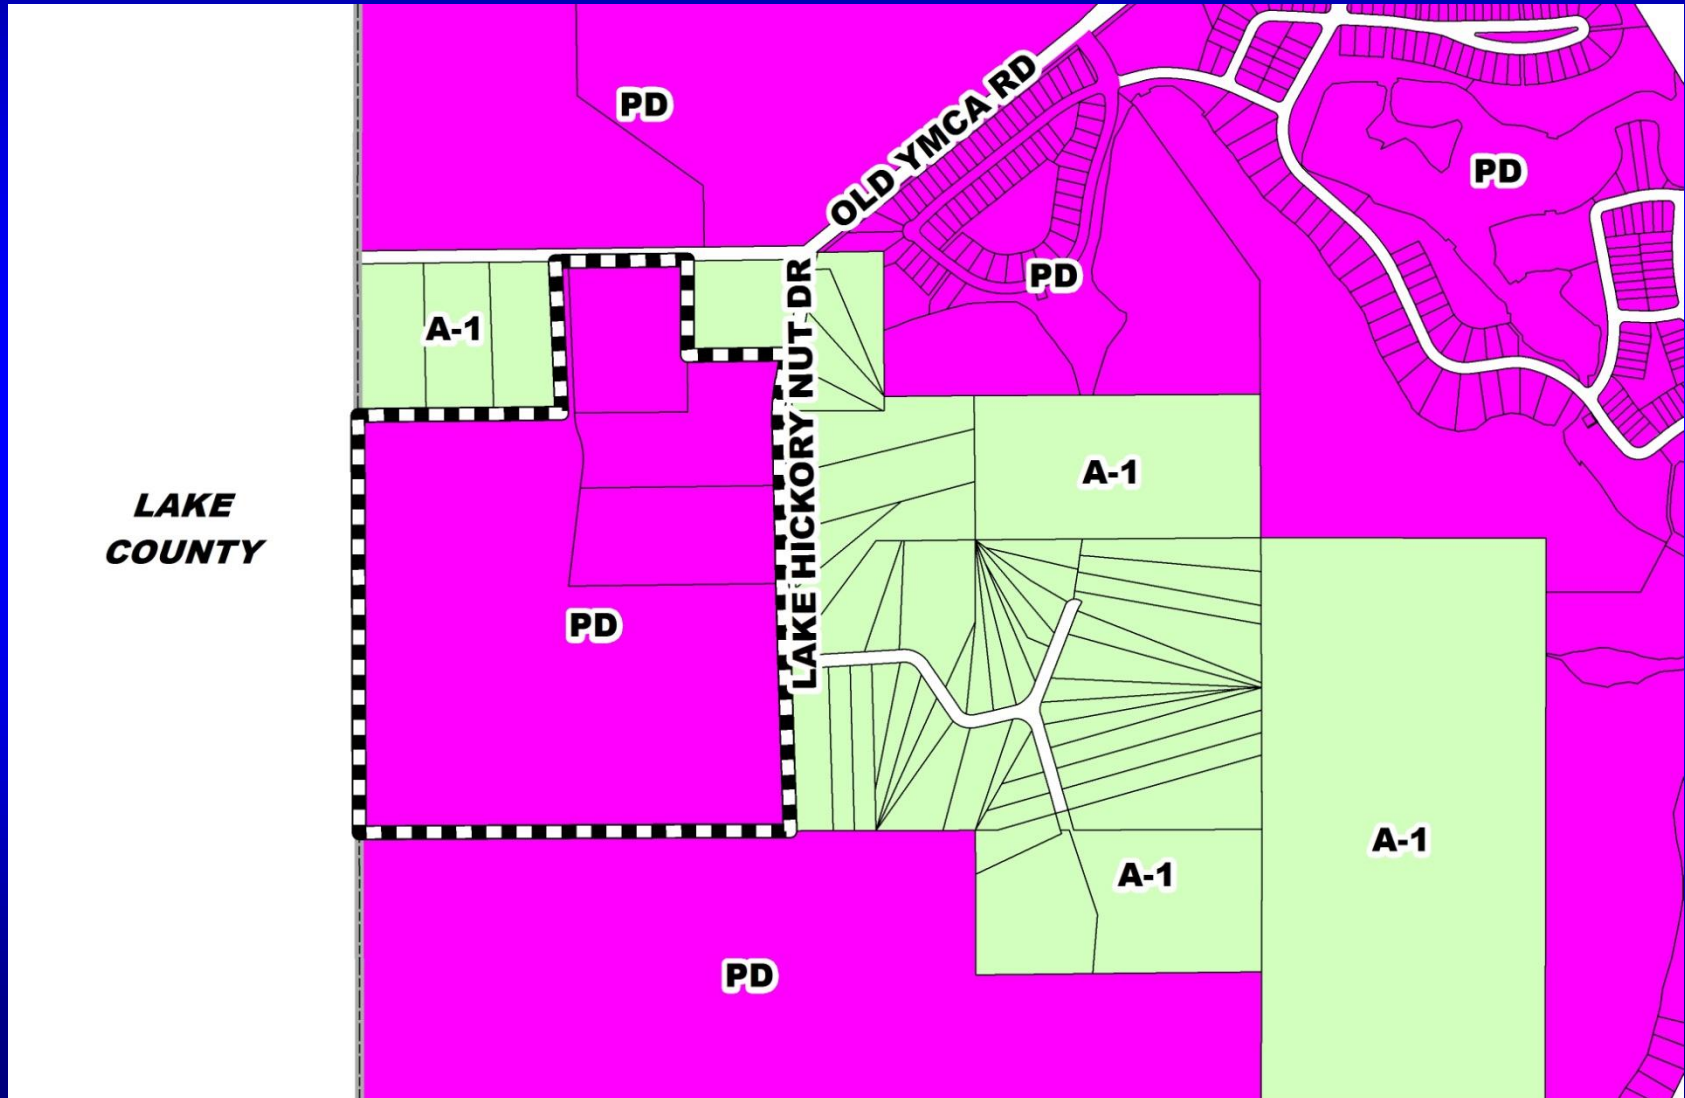 PD
OLD YMCA RD
PD
PD
A-1
LAKE HICKORY NUT DR
A-1
LAKE
COUNTY
PD
A-1
A-1
PD